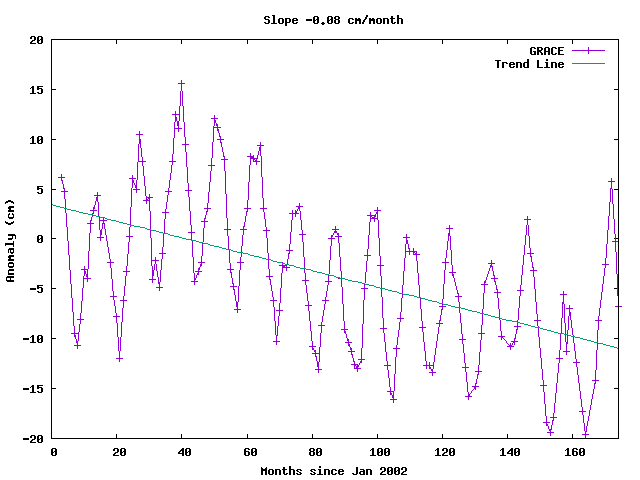 Slope -0.08 cm/month
20
15
10
5
0
-5
-10
-15
-20
Anomaly (cm)
GRACE
Trend Line
0 20 40 60 80 100 120 140 160
Months since Jan 2002